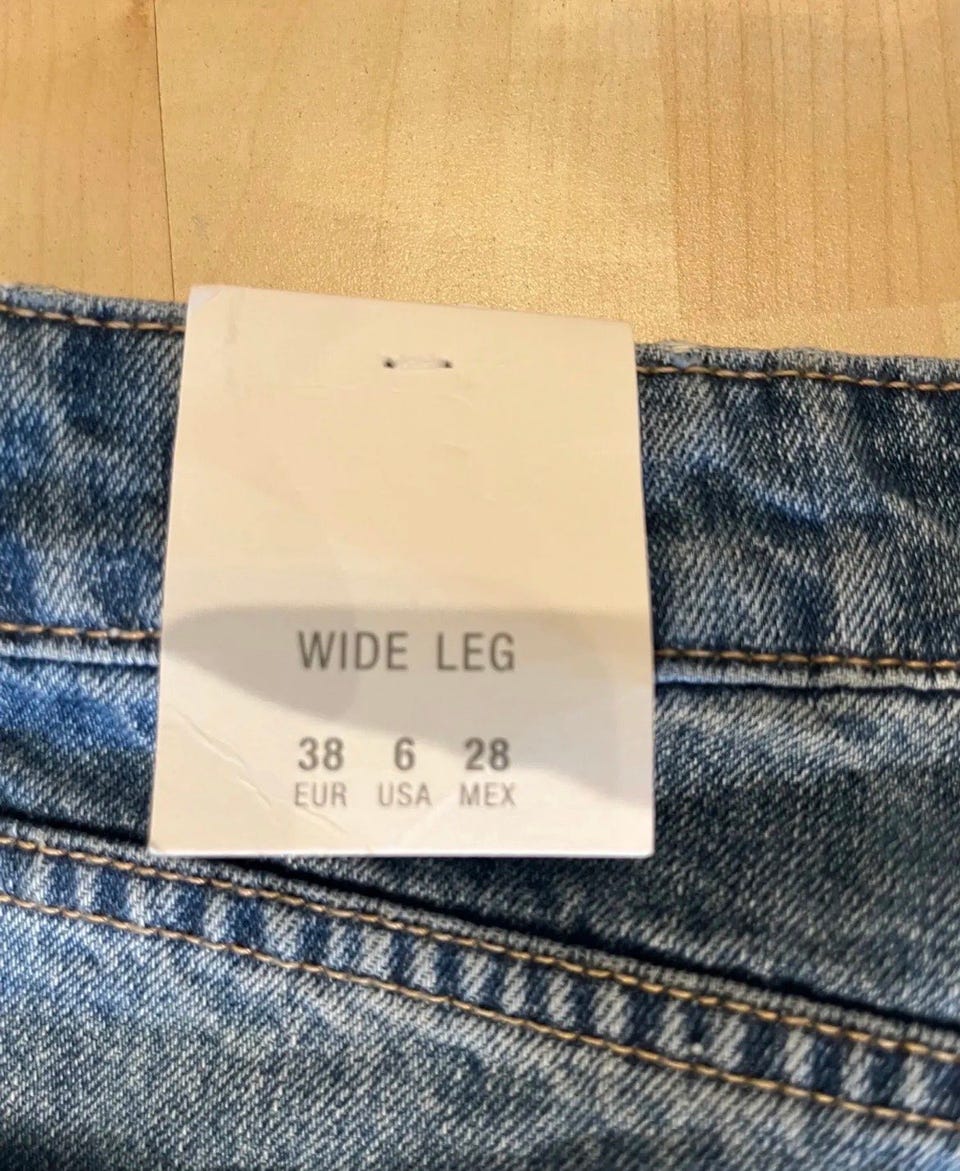 WIDE LEG
38 6 28
EUR USA MEX